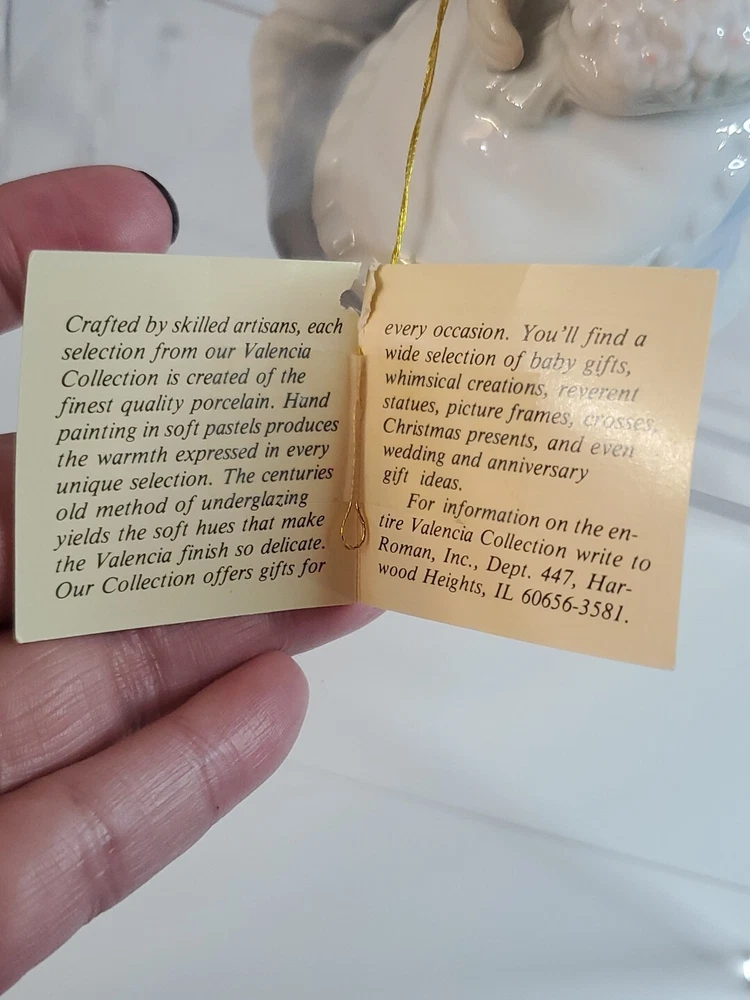 Crafted by skilled artisans, each
selection from our Valencia
Collection is created of the
finest quality porcelain. Hand
painting in soft pastels produces
the warmth expressed in every
unique selection. The centuries
old method of underglazing
yields the soft hues that make
the Valencia finish so delicate.
Our Collection offers gifts for
every occasion. You'll find a
wide selection of baby gifts,
whimsical creations, reverent
statues, picture frames, crosses,
Christmas presents, and even
wedding and anniversary
gift ideas.
For information on the en-
tire Valencia Collection write to
Roman, Inc., Dept. 447, Har-
wood Heights, IL 60656-3581.